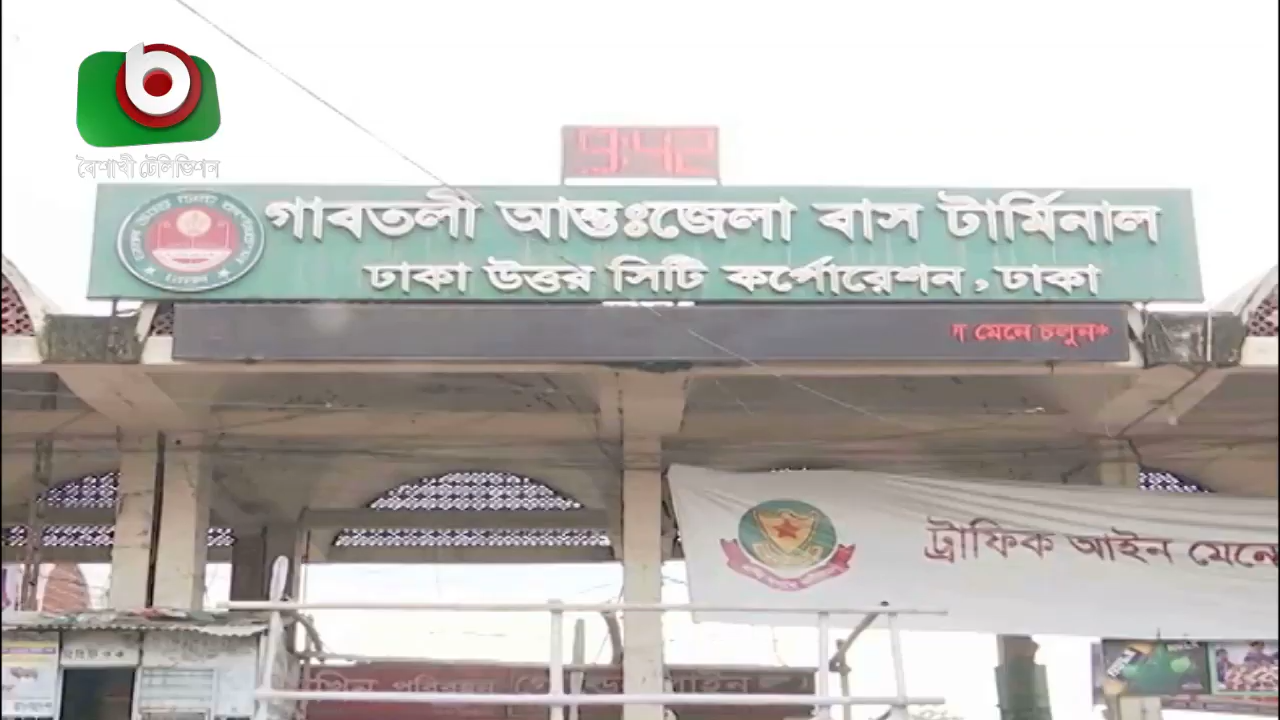 বৈশাখী টেলিভিশন
9:42
গাবতলী আন্তঃজেলা বাস টার্মিনাল
ঢাকা উত্তর সিটি কর্পোরেশন, ঢাকা
মেনে চলুন*
ট্রাফিক আইন মেনে